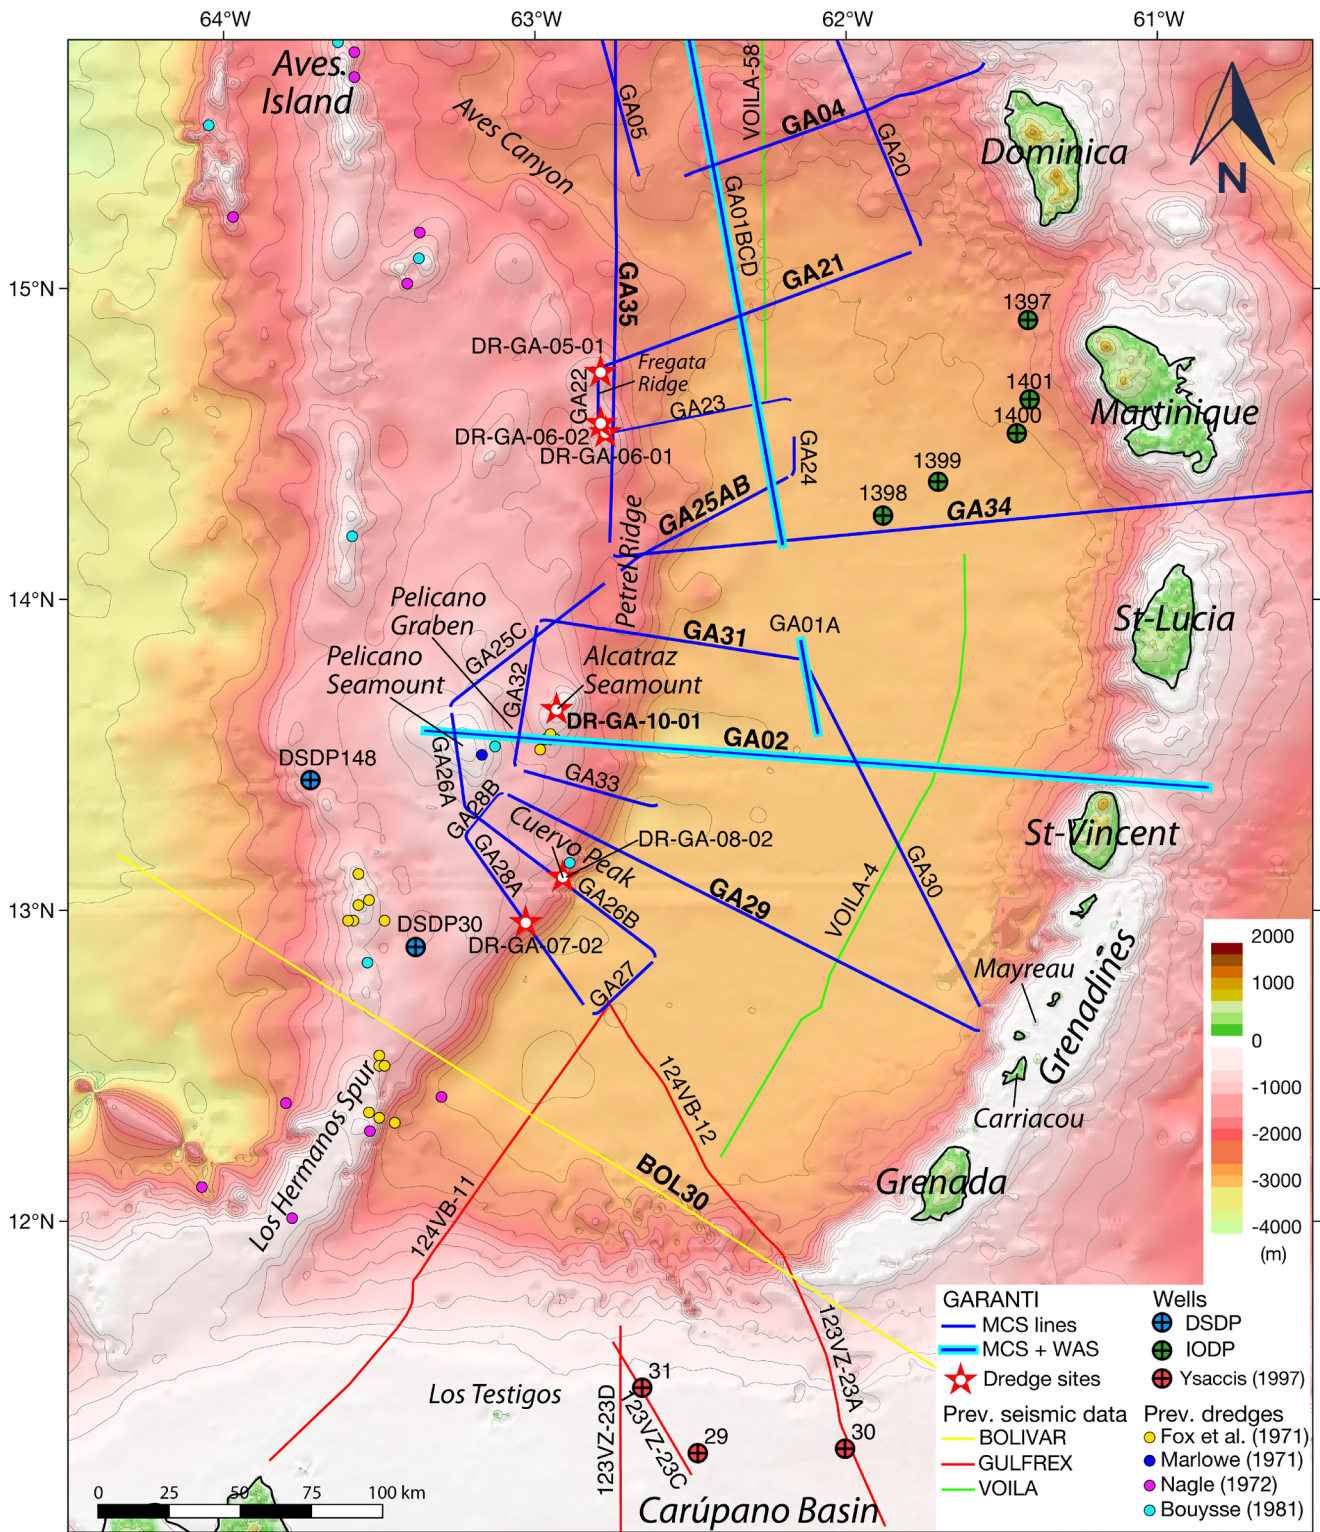 64°W
63°W
62°W
61°W
Aves.
Island
Aves Canyon
GA05
VOILA-58
GA04
GA20
Dominica
N
GA01BCD
15°N
GA35
GA21
1397
DR-GA-05-01
Fregata
Ridge
GA22
GA23
1401
1400
Martinique
DR-GA-06-02
DR-GA-06-01
GA24
1399
1398
GA25AB
GA34
Petrel Ridge
14°N
Pelicano
Graben
GA25C
GA31
GA01A
St-Lucia
Pelicano
Seamount
GA32
Alcatraz
Seamount
DR-GA-10-01
GA02
DSDP148
GA26A
GA33
GA28B
Cuervo Peak
DR-GA-08-02
St-Vincent
GA28A
GA26B
GA29
GA30
VOILA-4
13°N
DSDP30
DR-GA-07-02
GA27
Mayreau
Grenadines
Carriacou
2000
1000
0
-1000
-2000
-3000
-4000
(m)
Los Hermanos Spur
124VB-12
BOL30
Grenada
12°N
124VB-11
123VZ-23A
Los Testigos
31
123VZ-23D
123VZ-23C
29
30
Carúpano Basin
0
25
50
75
100 km
GARANTI
MCS lines
MCS + WAS
Dredge sites
Prev. seismic data
BOLIVAR
GULFREX
VOILA
Wells
DSDP
IODP
Ysaccis (1997)
Prev. dredges
Fox et al. (1971)
Marlowe (1971)
Nagle (1972)
Bouysse (1981)